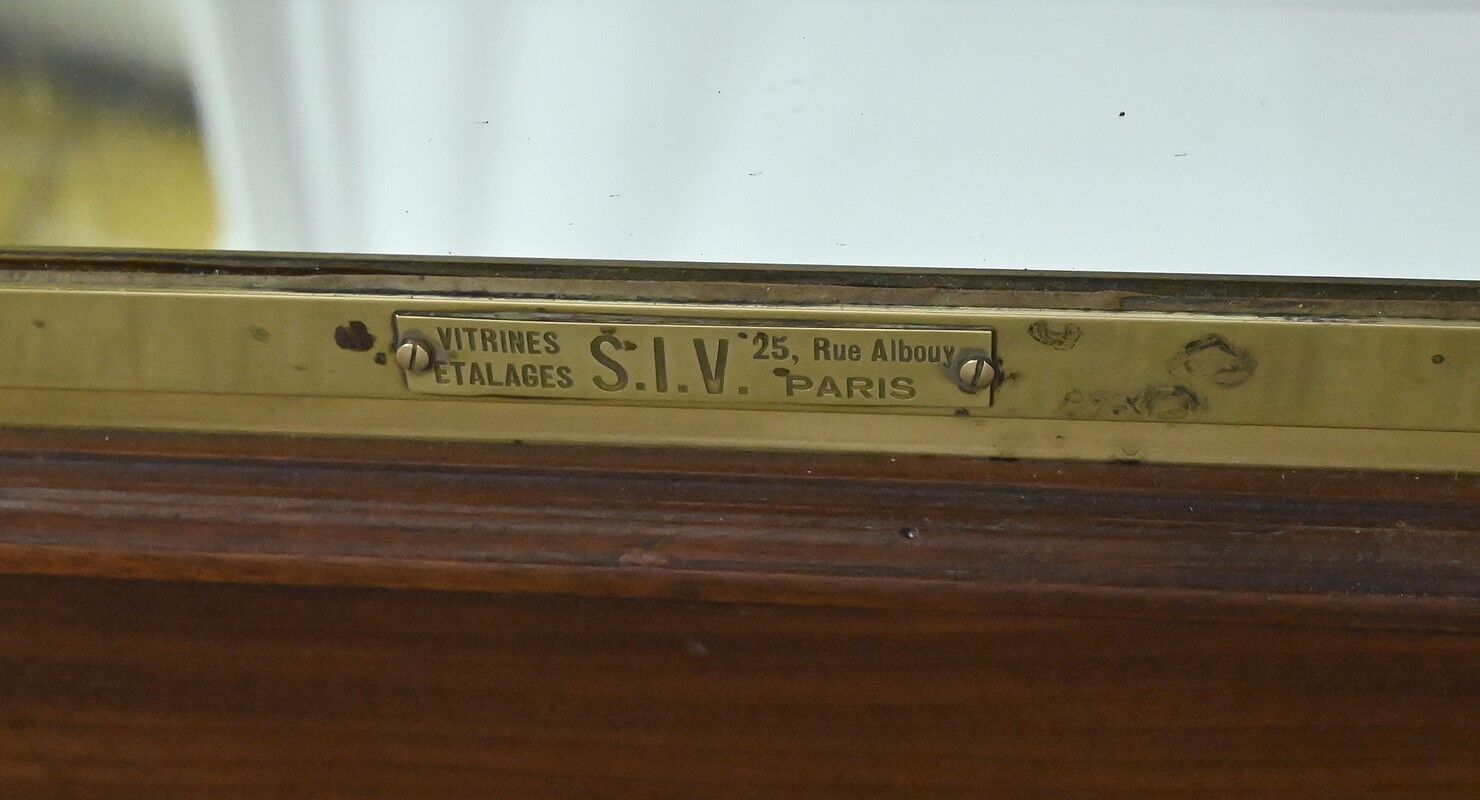 VITRINES
ETALAGES
S.I.V.
25, Rue Albouy
PARIS